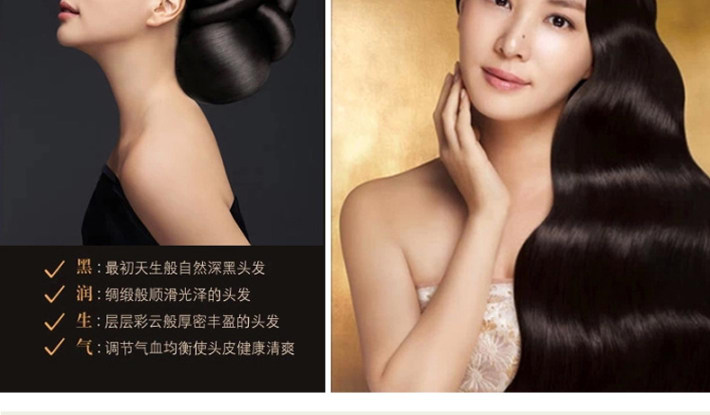 黑:最初天生般自然深黑头发
润:绸缎般顺滑光泽的头发
生:层层彩云般厚密丰盈的头发
气:调节气血均衡使头皮健康清爽